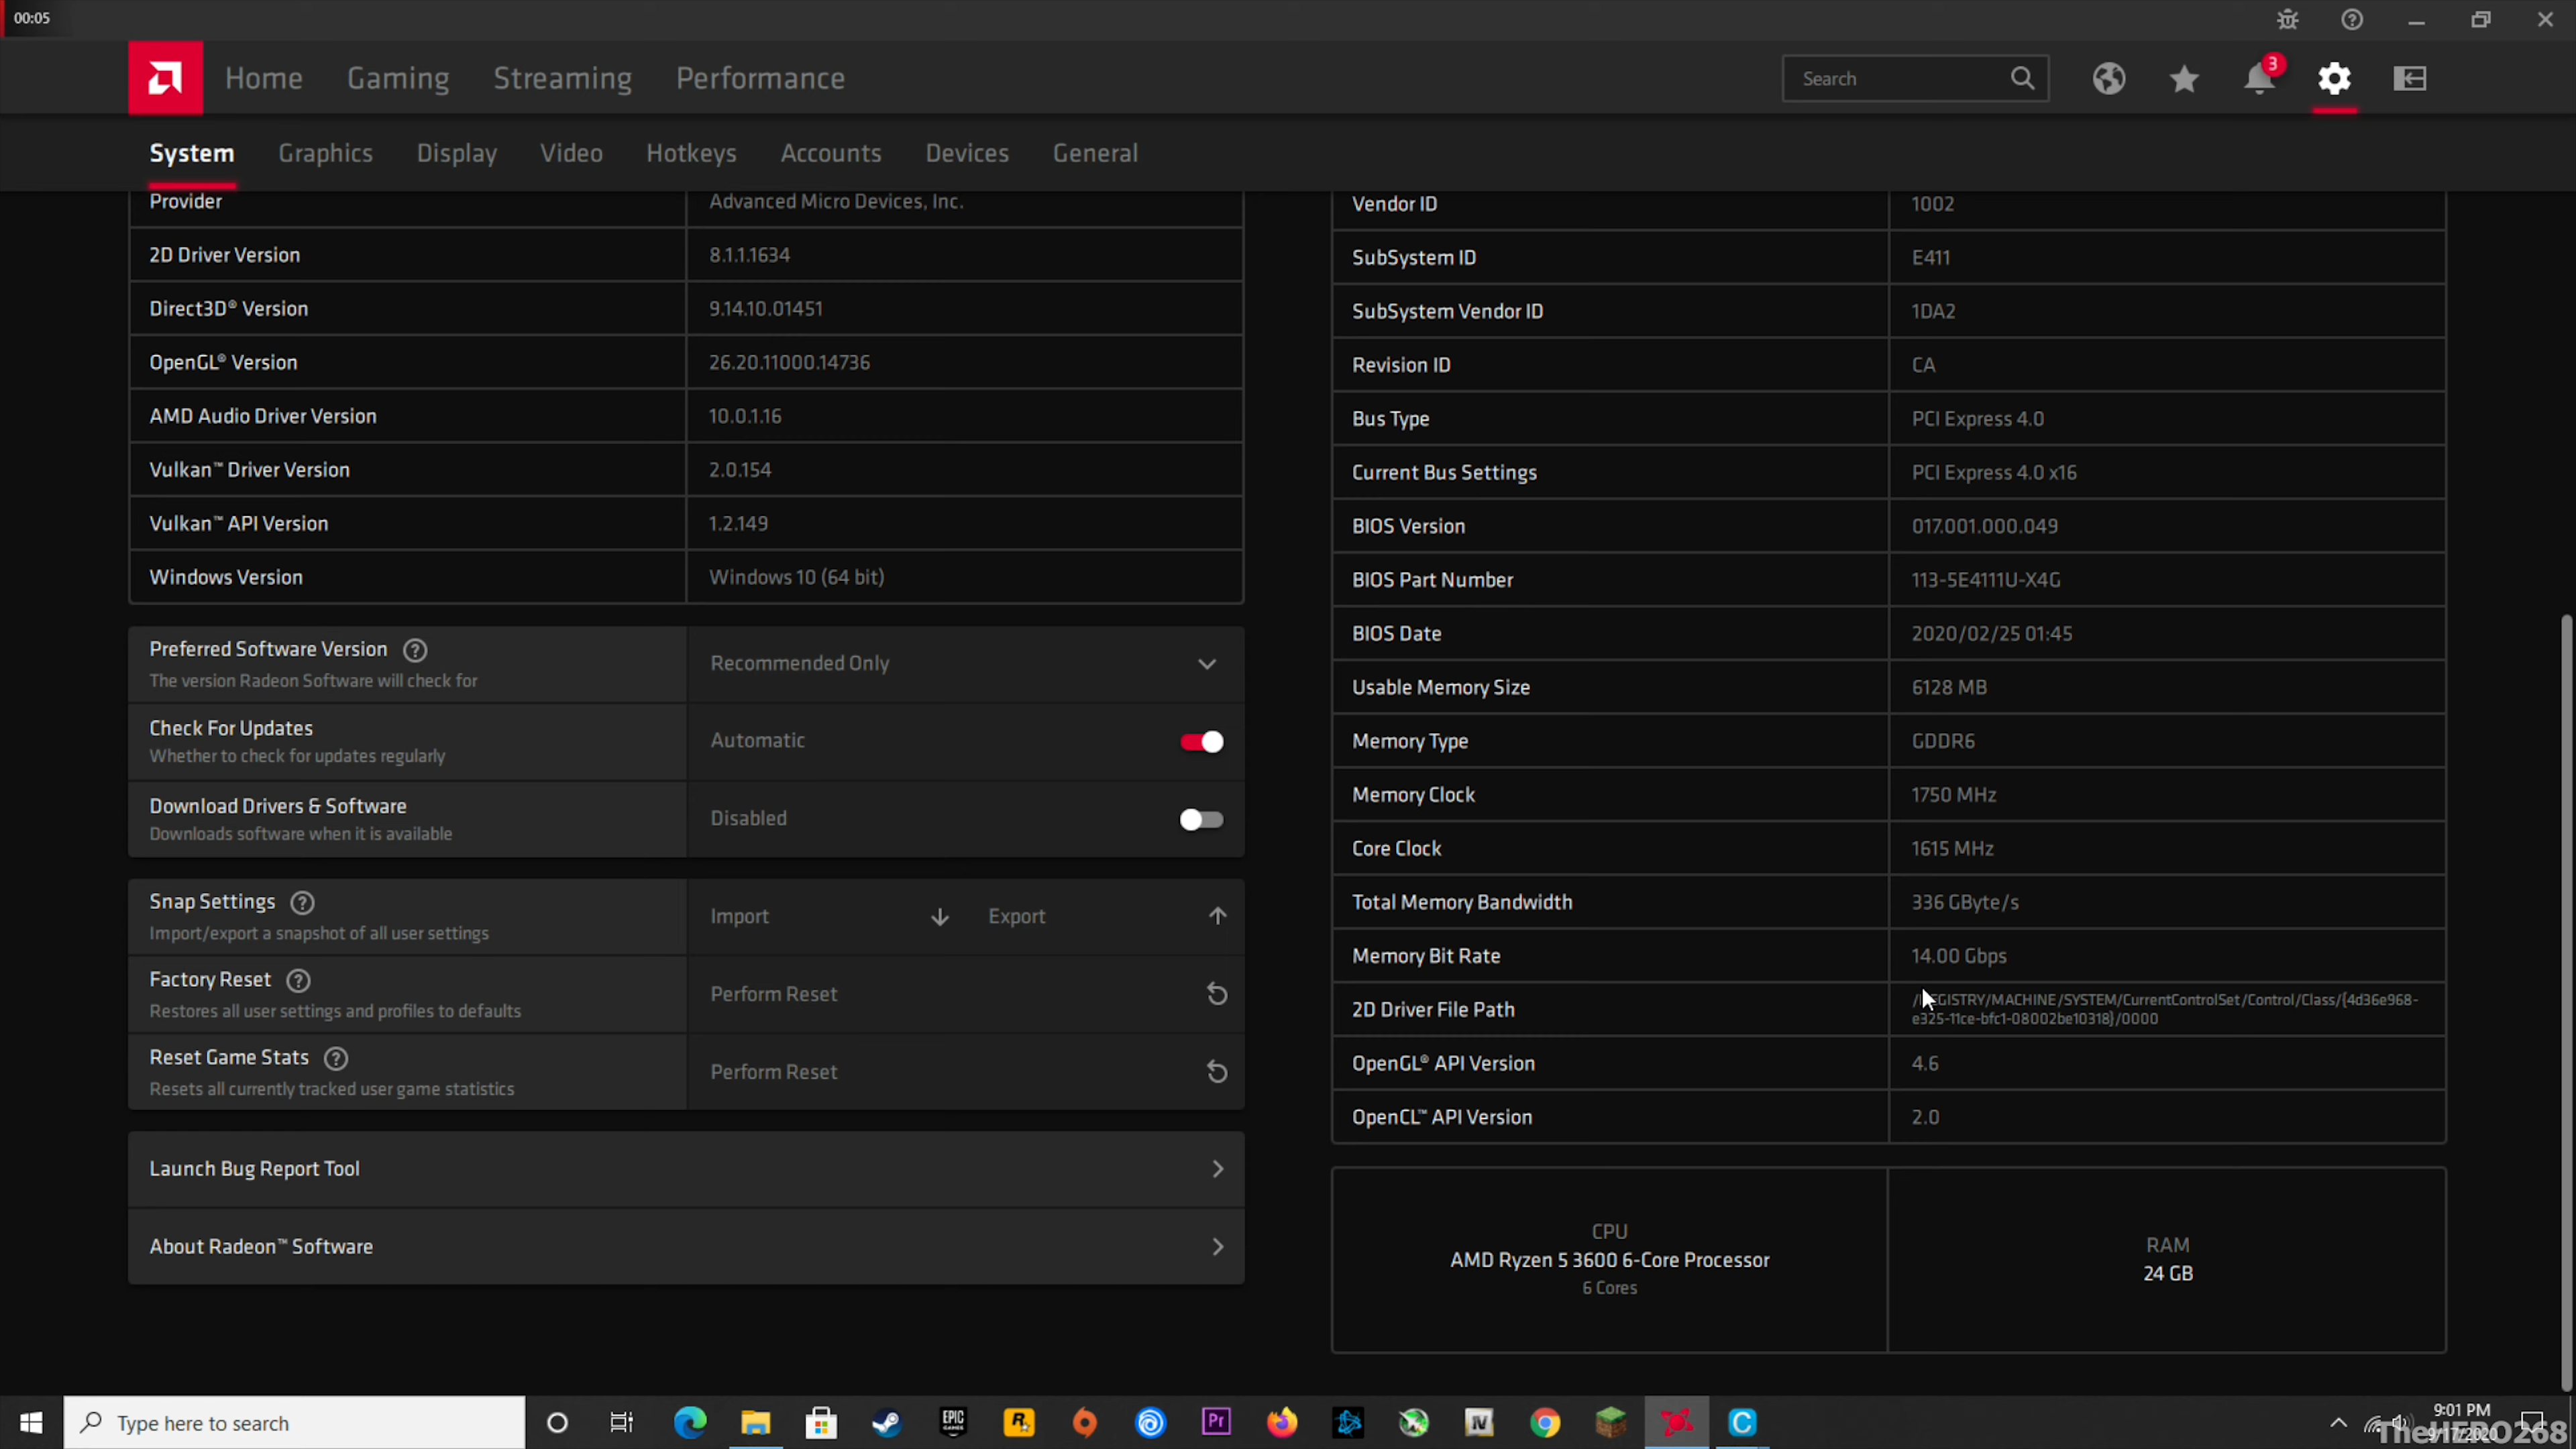 00:05
Home Gaming Streaming Performance
Search
3
System Graphics Display Video Hotkeys Accounts Devices General
Provider Advanced Micro Devices, Inc.
2D Driver Version 8.1.1.1634
Direct3D® Version 9.14.10.01451
OpenGL® Version 26.20.11000.14736
AMD Audio Driver Version 10.0.1.16
Vulkan™ Driver Version 2.0.154
Vulkan™ API Version 1.2.149
Windows Version Windows 10 (64 bit)
Preferred Software Version Recommended Only
The version Radeon Software will check for
Check For Updates Automatic
Whether to check for updates regularly
Download Drivers & Software Disabled
Downloads software when it is available
Snap Settings Import Export
Import/export a snapshot of all user settings
Factory Reset Perform Reset
Restores all user settings and profiles to defaults
Reset Game Stats Perform Reset
Resets all currently tracked user game statistics
Launch Bug Report Tool
About Radeon™ Software
Vendor ID 1002
SubSystem ID E411
SubSystem Vendor ID 1DA2
Revision ID CA
Bus Type PCI Express 4.0
Current Bus Settings PCI Express 4.0 x16
BIOS Version 017.001.000.049
BIOS Part Number 113-5E4111U-X4G
BIOS Date 2020/02/25 01:45
Usable Memory Size 6128 MB
Memory Type GDDR6
Memory Clock 1750 MHz
Core Clock 1615 MHz
Total Memory Bandwidth 336 GByte/s
Memory Bit Rate 14.00 Gbps
2D Driver File Path /REGISTRY/MACHINE/SYSTEM/CurrentControlSet/Control/Class/{4d36e968-
e325-11ce-bfc1-08002be10318}/0000
OpenGL® API Version 4.6
OpenCL™ API Version 2.0
CPU
AMD Ryzen 5 3600 6-Core Processor
6 Cores
RAM
24 GB
Type here to search
EPIC
GAMES
R
Pr
IV
C
9:01 PM
9/17/2020
TheHERO268